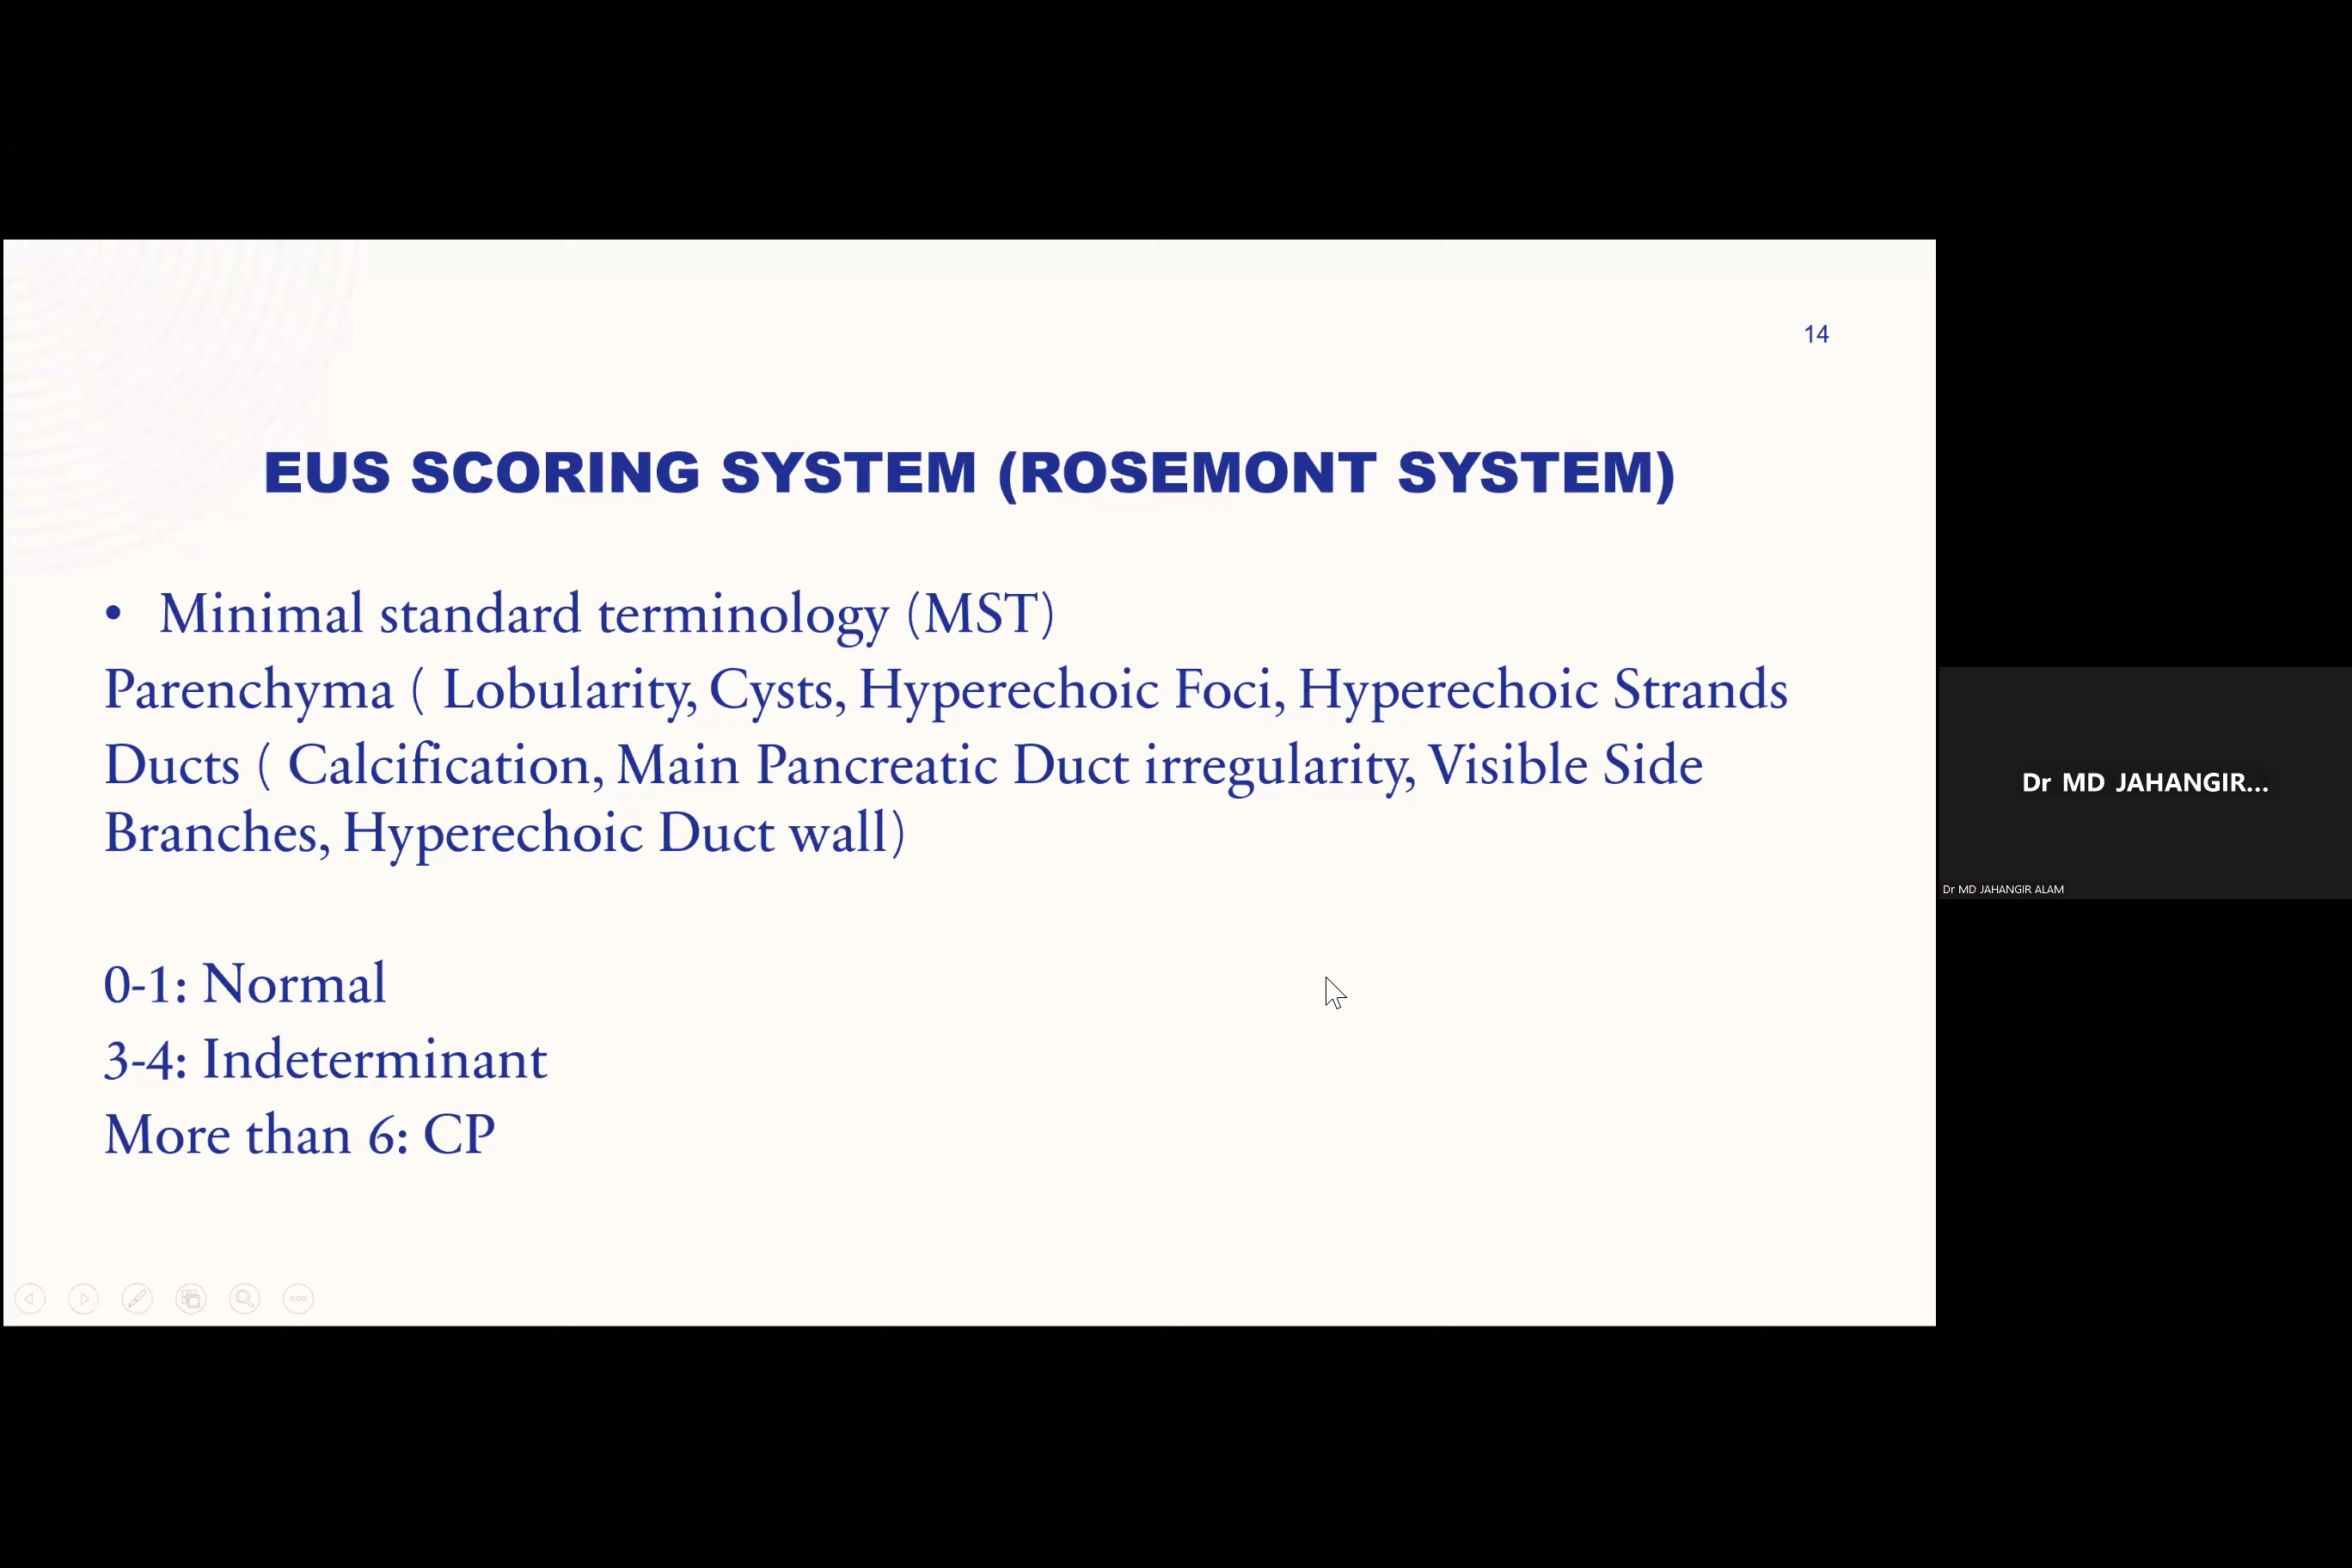 14
EUS SCORING SYSTEM (ROSEMONT SYSTEM)
• Minimal standard terminology (MST)
Parenchyma ( Lobularity, Cysts, Hyperechoic Foci, Hyperechoic Strands
Ducts ( Calcification, Main Pancreatic Duct irregularity, Visible Side
Branches, Hyperechoic Duct wall)
0-1: Normal
3-4: Indeterminant
More than 6: CP
Dr MD JAHANGIR...
Dr MD JAHANGIR ALAM